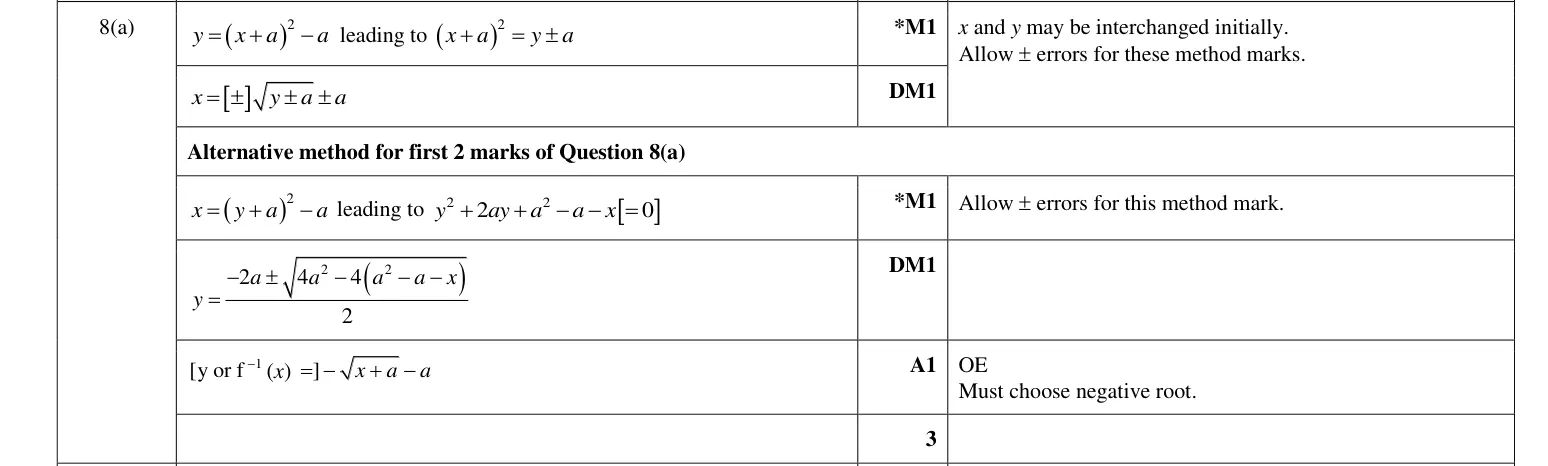 8(a)
y = (x + a)² − a leading to (x + a)² = y ± a
*M1
x and y may be interchanged initially.
Allow ± errors for these method marks.
x = [±]√(y ± a) ± a
DM1
Alternative method for first 2 marks of Question 8(a)
x = (y + a)² − a leading to y² + 2ay + a² − a − x[= 0]
*M1
Allow ± errors for this method mark.
y = (−2a ± √(4a² − 4(a² − a − x))) / 2
DM1
[y or f⁻¹(x) =] − √(x + a) − a
A1
OE
Must choose negative root.
3